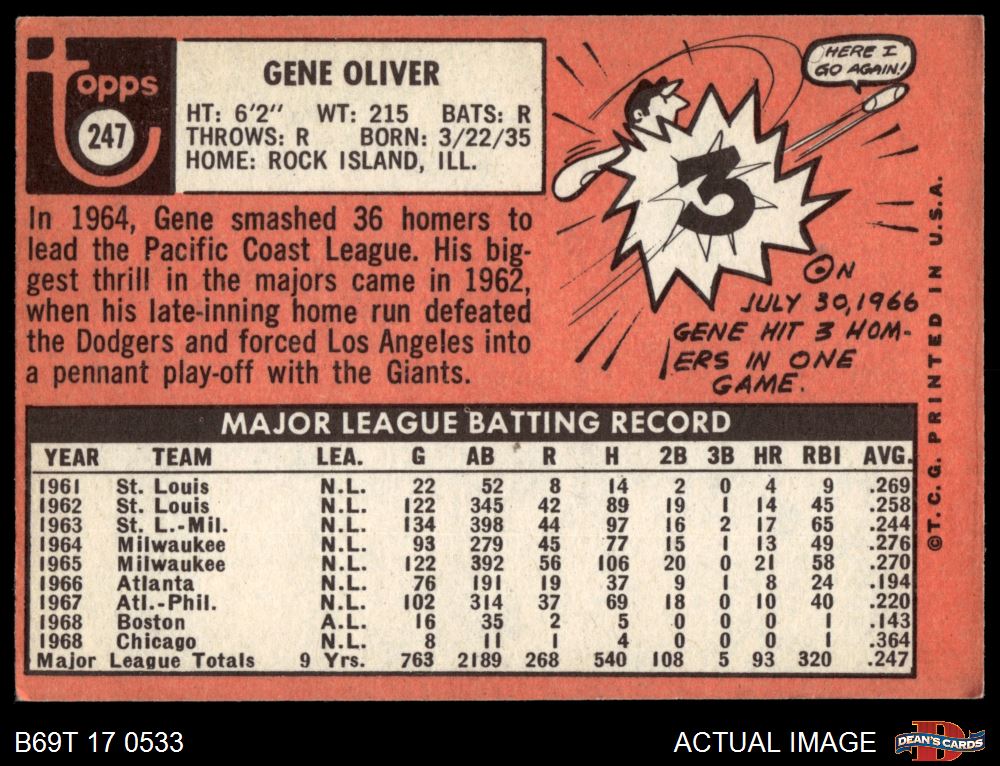 topps
247
GENE OLIVER
HT: 6'2" WT: 215 BATS: R
THROWS: R BORN: 3/22/35
HOME: ROCK ISLAND, ILL.
In 1964, Gene smashed 36 homers to
lead the Pacific Coast League. His big-
gest thrill in the majors came in 1962,
when his late-inning home run defeated
the Dodgers and forced Los Angeles into
a pennant play-off with the Giants.
HERE I
GO AGAIN!
3
ON
JULY 30, 1966
GENE HIT 3 HOM-
ERS IN ONE
GAME.
MAJOR LEAGUE BATTING RECORD
YEAR TEAM LEA. G AB R H 2B 3B HR RBI AVG.
1961 St. Louis N.L. 22 52 8 14 2 0 4 9 .269
1962 St. Louis N.L. 122 345 42 89 19 1 14 45 .258
1963 St. L.-Mil. N.L. 134 398 44 97 16 2 17 65 .244
1964 Milwaukee N.L. 93 279 45 77 15 1 13 49 .276
1965 Milwaukee N.L. 122 392 56 106 20 0 21 58 .270
1966 Atlanta N.L. 76 191 19 37 9 1 8 24 .194
1967 Atl.-Phil. N.L. 102 314 37 69 18 0 10 40 .220
1968 Boston A.L. 16 35 2 5 0 0 0 1 .143
1968 Chicago N.L. 8 11 1 4 0 0 0 1 .364
Major League Totals 9 Yrs. 763 2189 268 540 108 5 93 320 .247
©T. C. G. PRINTED IN U.S.A.
B69T 17 0533
ACTUAL IMAGE
DEAN'S CARDS